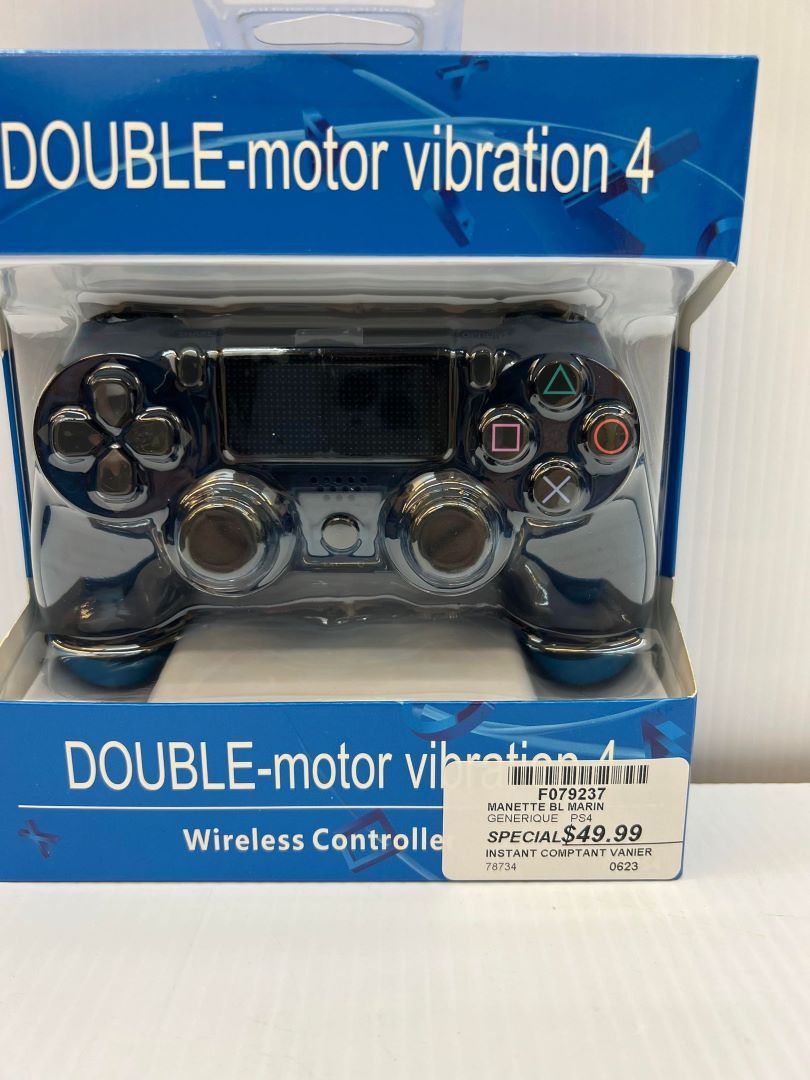 DOUBLE-motor vibration 4
DOUBLE-motor vibration 4
Wireless Controller
F079237
MANETTE BL MARIN
GENERIQUE PS4
SPECIAL $49.99
INSTANT COMPTANT VANIER
78734 0623